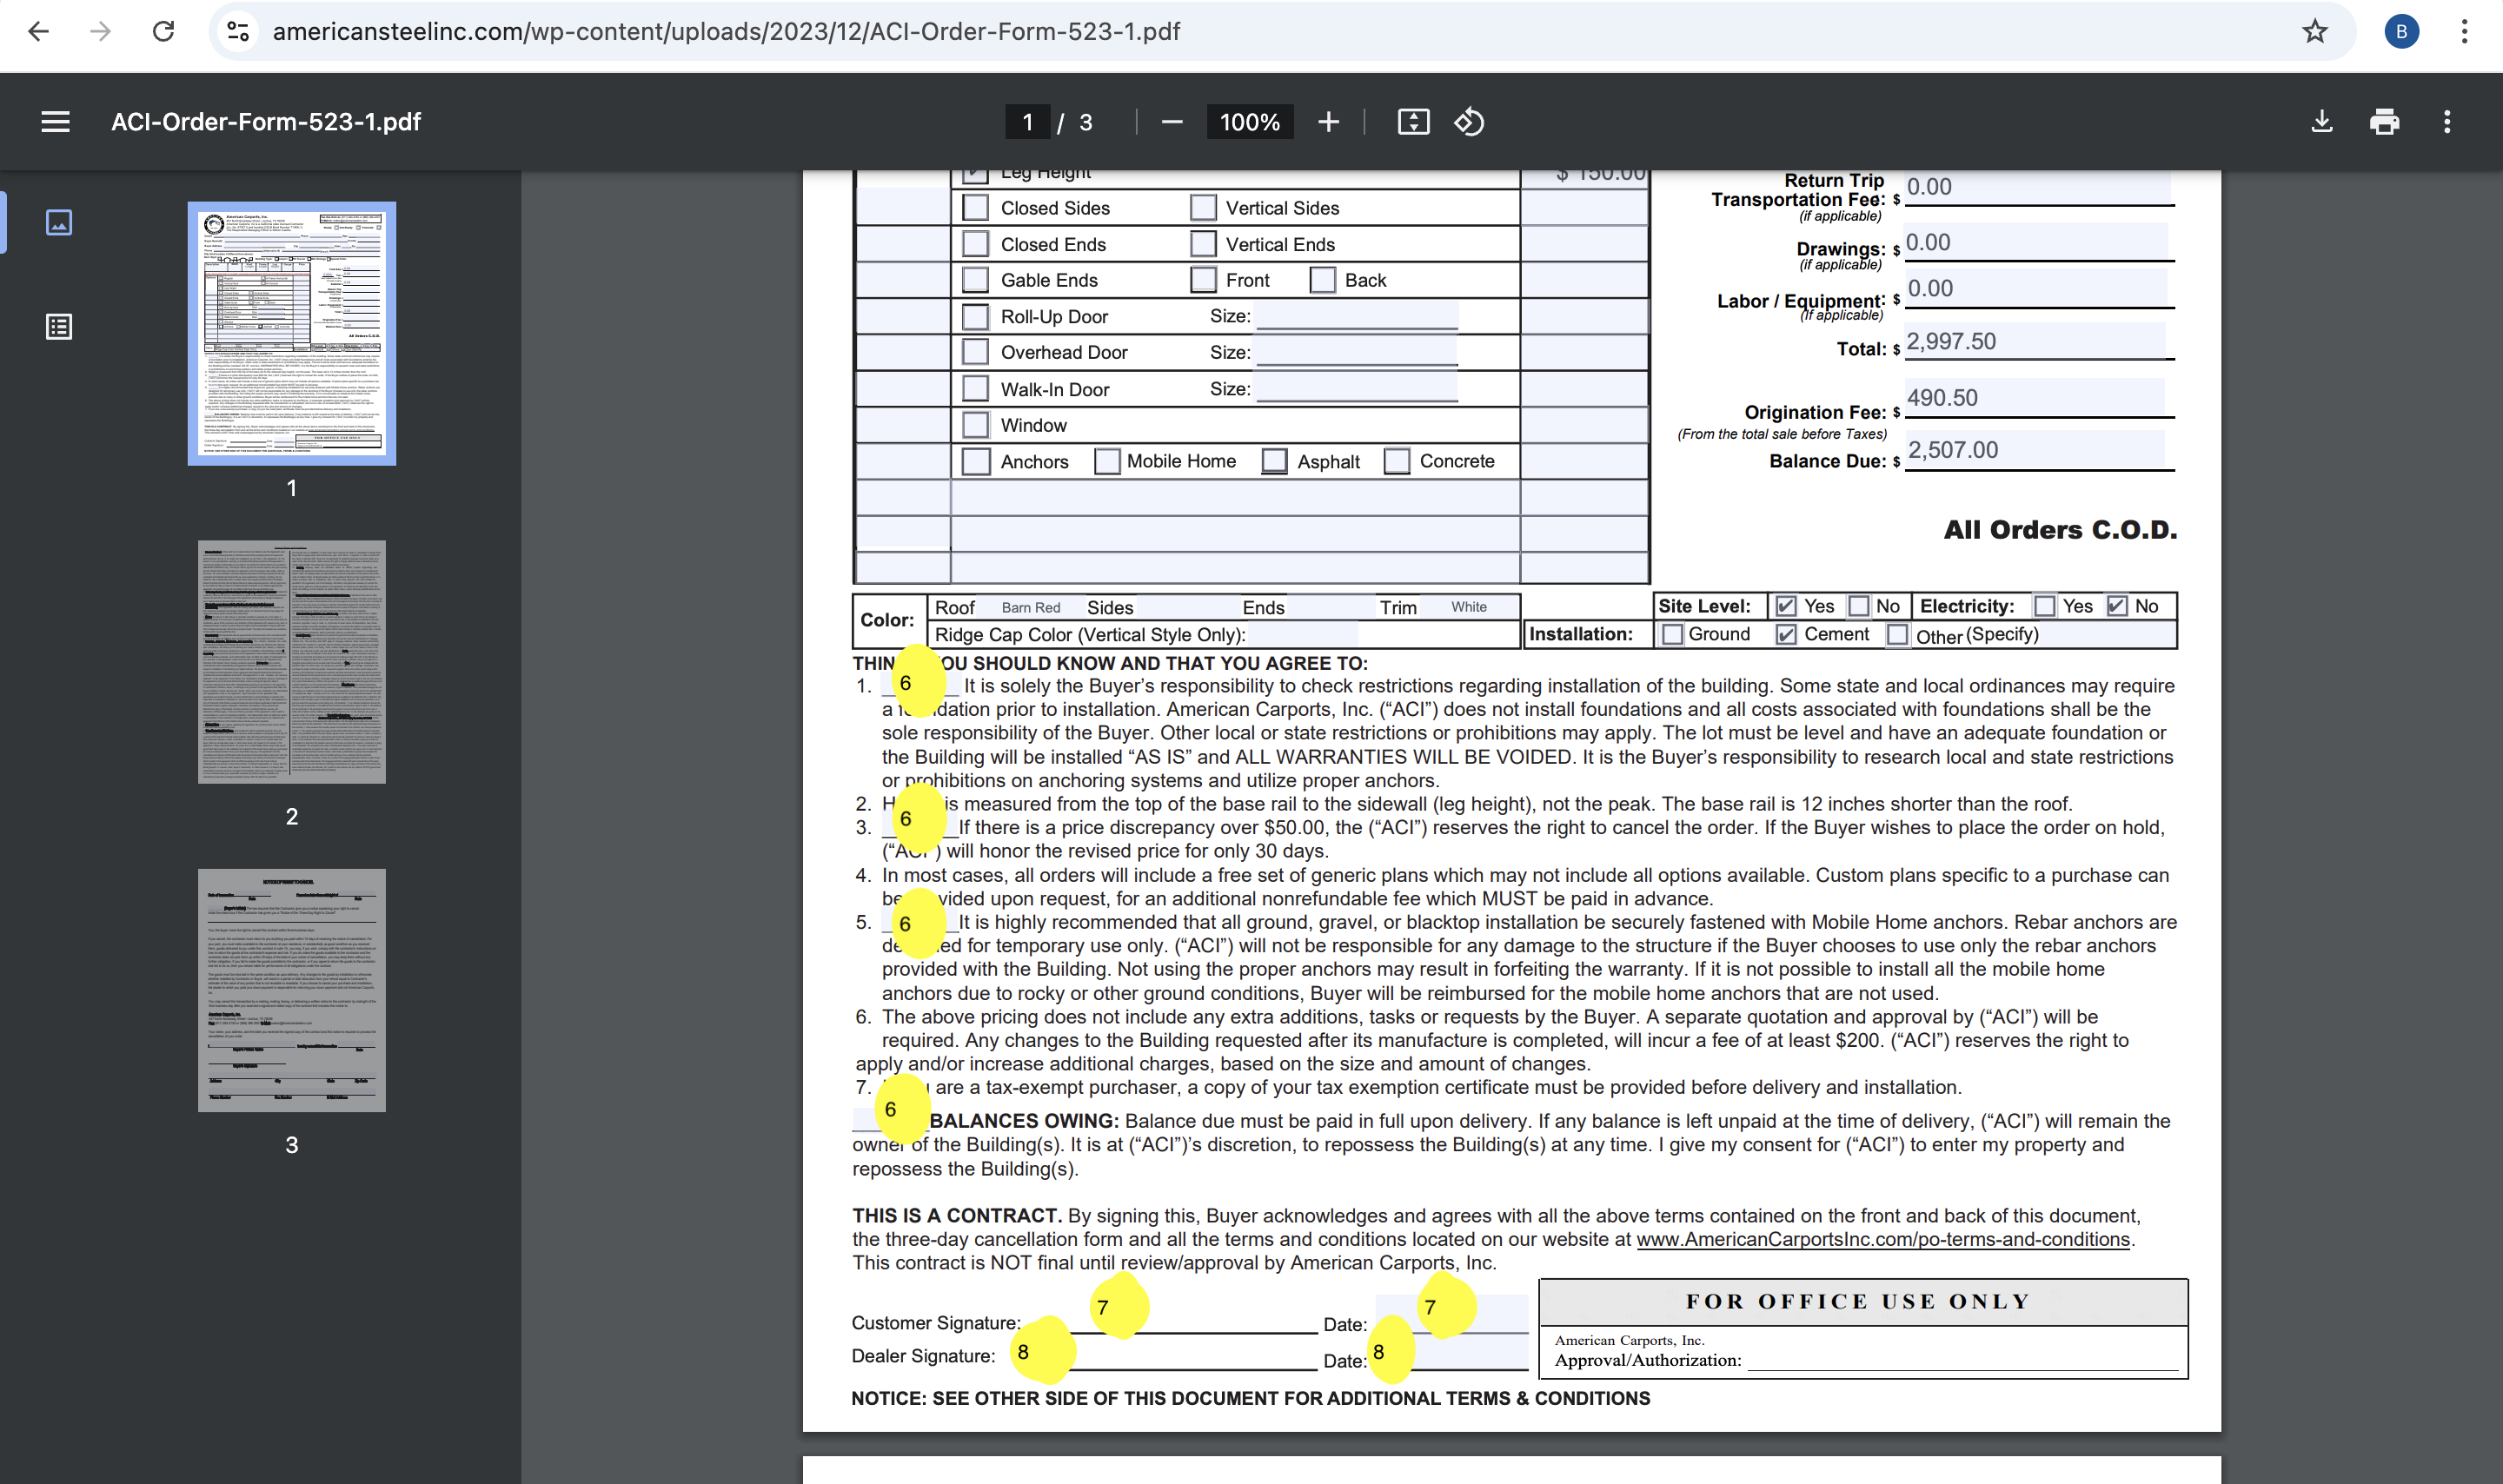 americansteelinc.com/wp-content/uploads/2023/12/ACI-Order-Form-523-1.pdf
B
ACI-Order-Form-523-1.pdf
1 / 3
100%
1
2
3
Leg Height $ 150.00
Closed Sides Vertical Sides
Closed Ends Vertical Ends
Gable Ends Front Back
Roll-Up Door Size:
Overhead Door Size:
Walk-In Door Size:
Window
Anchors Mobile Home Asphalt Concrete
Return Trip
Transportation Fee: $ 0.00
(if applicable)
Drawings: $ 0.00
(if applicable)
Labor / Equipment: $ 0.00
(If applicable)
Total: $ 2,997.50
Origination Fee: $ 490.50
(From the total sale before Taxes)
Balance Due: $ 2,507.00
All Orders C.O.D.
Color: Roof Barn Red Sides Ends Trim White
Ridge Cap Color (Vertical Style Only):
Site Level: Yes No Electricity: Yes No
Installation: Ground Cement Other (Specify)
OU SHOULD KNOW AND THAT YOU AGREE TO:
1. 6 It is solely the Buyer’s responsibility to check restrictions regarding installation of the building. Some state and local ordinances may require
a dation prior to installation. American Carports, Inc. (“ACI”) does not install foundations and all costs associated with foundations shall be the
sole responsibility of the Buyer. Other local or state restrictions or prohibitions may apply. The lot must be level and have an adequate foundation or
the Building will be installed “AS IS” and ALL WARRANTIES WILL BE VOIDED. It is the Buyer’s responsibility to research local and state restrictions
or prohibitions on anchoring systems and utilize proper anchors.
2. H is measured from the top of the base rail to the sidewall (leg height), not the peak. The base rail is 12 inches shorter than the roof.
3. 6 If there is a price discrepancy over $50.00, the (“ACI”) reserves the right to cancel the order. If the Buyer wishes to place the order on hold,
(“ACI”) will honor the revised price for only 30 days.
4. In most cases, all orders will include a free set of generic plans which may not include all options available. Custom plans specific to a purchase can
be vided upon request, for an additional nonrefundable fee which MUST be paid in advance.
5. 6 It is highly recommended that all ground, gravel, or blacktop installation be securely fastened with Mobile Home anchors. Rebar anchors are
de ed for temporary use only. (“ACI”) will not be responsible for any damage to the structure if the Buyer chooses to use only the rebar anchors
provided with the Building. Not using the proper anchors may result in forfeiting the warranty. If it is not possible to install all the mobile home
anchors due to rocky or other ground conditions, Buyer will be reimbursed for the mobile home anchors that are not used.
6. The above pricing does not include any extra additions, tasks or requests by the Buyer. A separate quotation and approval by (“ACI”) will be
required. Any changes to the Building requested after its manufacture is completed, will incur a fee of at least $200. (“ACI”) reserves the right to
apply and/or increase additional charges, based on the size and amount of changes.
7. are a tax-exempt purchaser, a copy of your tax exemption certificate must be provided before delivery and installation.
6 BALANCES OWING: Balance due must be paid in full upon delivery. If any balance is left unpaid at the time of delivery, (“ACI”) will remain the
owner of the Building(s). It is at (“ACI”)’s discretion, to repossess the Building(s) at any time. I give my consent for (“ACI”) to enter my property and
repossess the Building(s).
THIS IS A CONTRACT. By signing this, Buyer acknowledges and agrees with all the above terms contained on the front and back of this document,
the three-day cancellation form and all the terms and conditions located on our website at www.AmericanCarportsInc.com/po-terms-and-conditions.
This contract is NOT final until review/approval by American Carports, Inc.
Customer Signature: 7 Date: 7
Dealer Signature: 8 Date: 8
FOR OFFICE USE ONLY
American Carports, Inc.
Approval/Authorization:
NOTICE: SEE OTHER SIDE OF THIS DOCUMENT FOR ADDITIONAL TERMS & CONDITIONS